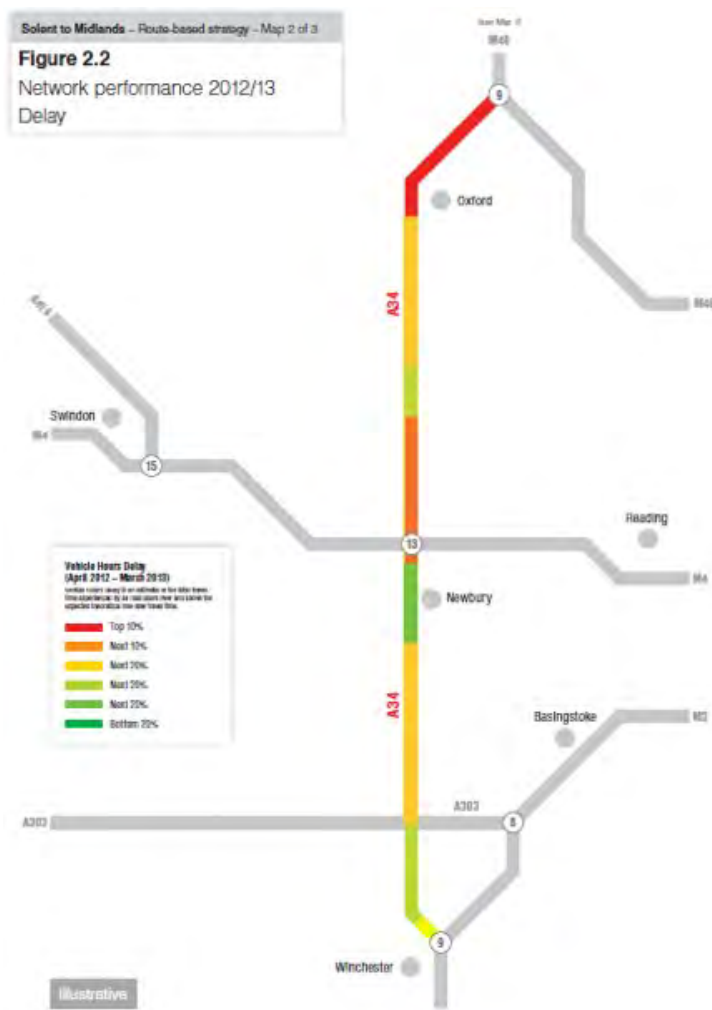 Solent to Midlands – Route-based strategy – Map 2 of 3
Figure 2.2
Network performance 2012/13
Delay
M40
9
Oxford
A34
M40
A419
Swindon
M4
15
Reading
13
M4
Vehicle Hours Delay
(April 2012 – March 2013)
Top 10%
Next 10%
Next 20%
Next 20%
Next 20%
Bottom 20%
Newbury
A34
Basingstoke
M3
A303
A303
8
9
Winchester
Illustrative